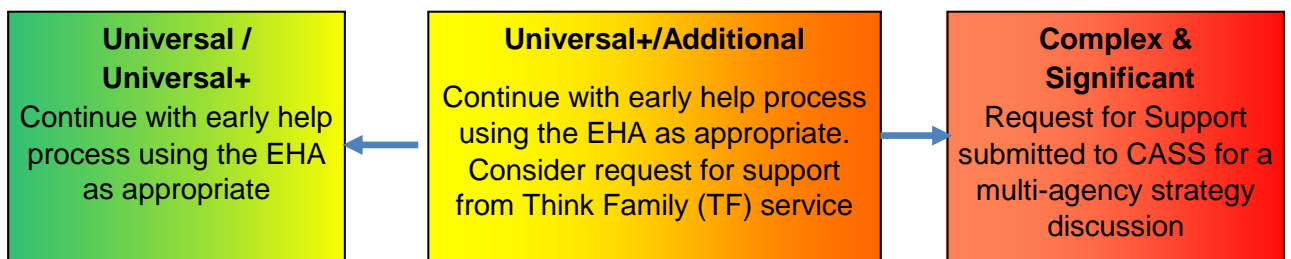 Universal /
Universal+
Continue with early help
process using the EHA
as appropriate
Universal+/Additional
Continue with early help process
using the EHA as appropriate.
Consider request for support
from Think Family (TF) service
Complex &
Significant
Request for Support
submitted to CASS for a
multi-agency strategy
discussion